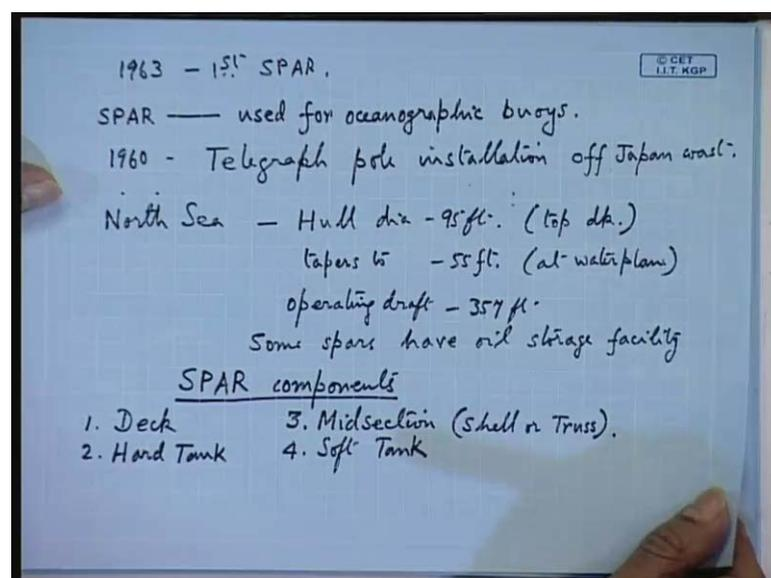 1963 – 1st SPAR.
© CET
I.I.T. KGP
SPAR —— used for oceanographic buoys.
1960 - Telegraph pole installation off Japan coast.
North Sea – Hull dia - 95 ft. (top dk.)
tapers to - 55 ft. (at waterplane)
operating draft - 357 ft.
Some spars have oil storage facility
SPAR components
1. Deck 3. Midsection (Shell or Truss).
2. Hard Tank 4. Soft Tank